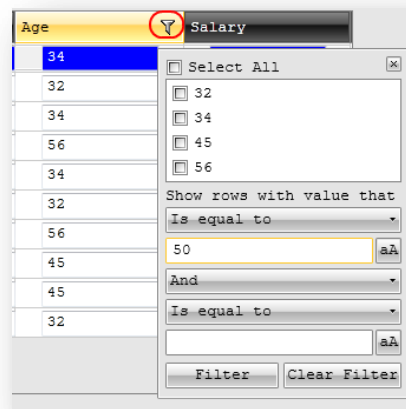 Age Salary
34
32
34
56
34
32
56
45
45
32
Select All
32
34
45
56
Show rows with value that
Is equal to
50 aA
And
Is equal to
aA
Filter Clear Filter